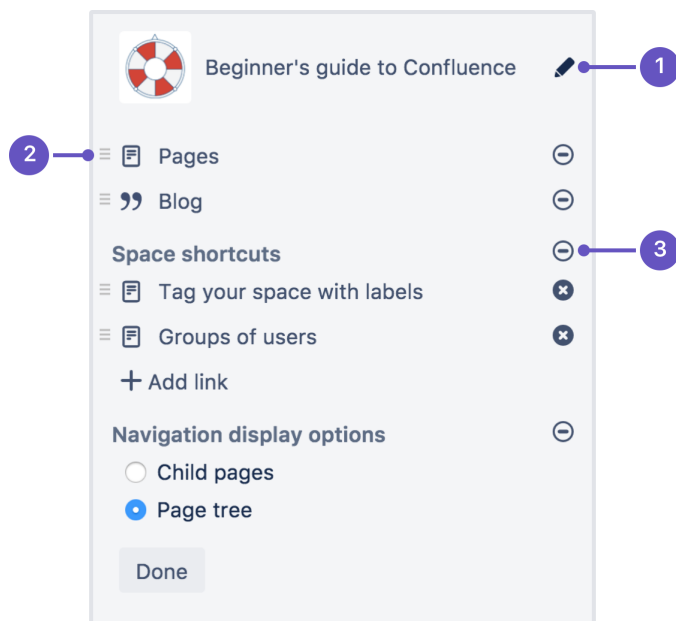 Beginner's guide to Confluence
1
2
Pages
Blog
Space shortcuts
3
Tag your space with labels
Groups of users
Add link
Navigation display options
Child pages
Page tree
Done